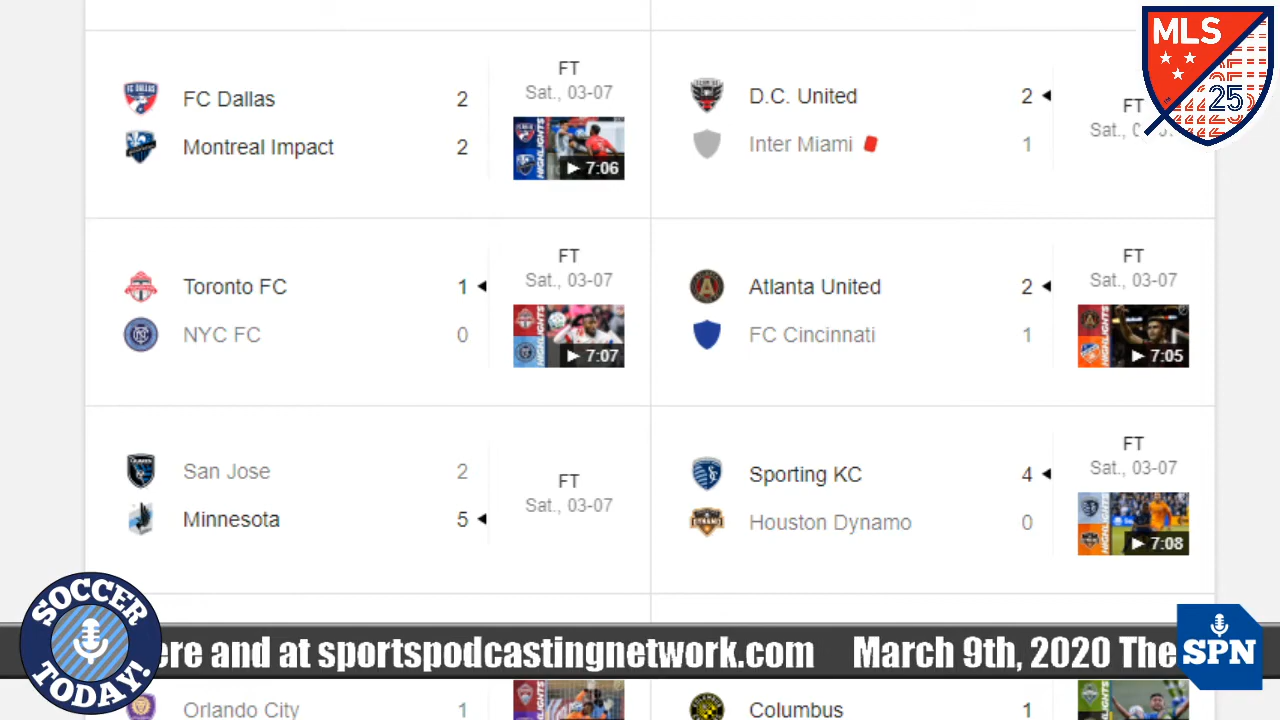 MLS
25
FC Dallas 2
Montreal Impact 2
FT
Sat., 03-07
HIGHLIGHTS
7:06
D.C. United 2
Inter Miami 1
FT
Sat.,
Toronto FC 1
NYC FC 0
FT
Sat., 03-07
HIGHLIGHTS
7:07
Atlanta United 2
FC Cincinnati 1
FT
Sat., 03-07
HIGHLIGHTS
7:05
San Jose 2
Minnesota 5
FT
Sat., 03-07
Sporting KC 4
Houston Dynamo 0
FT
Sat., 03-07
HIGHLIGHTS
7:08
SOCCER
TODAY!
ere and at sportspodcastingnetwork.com March 9th, 2020 The
SPN
Orlando City 1
Columbus 1